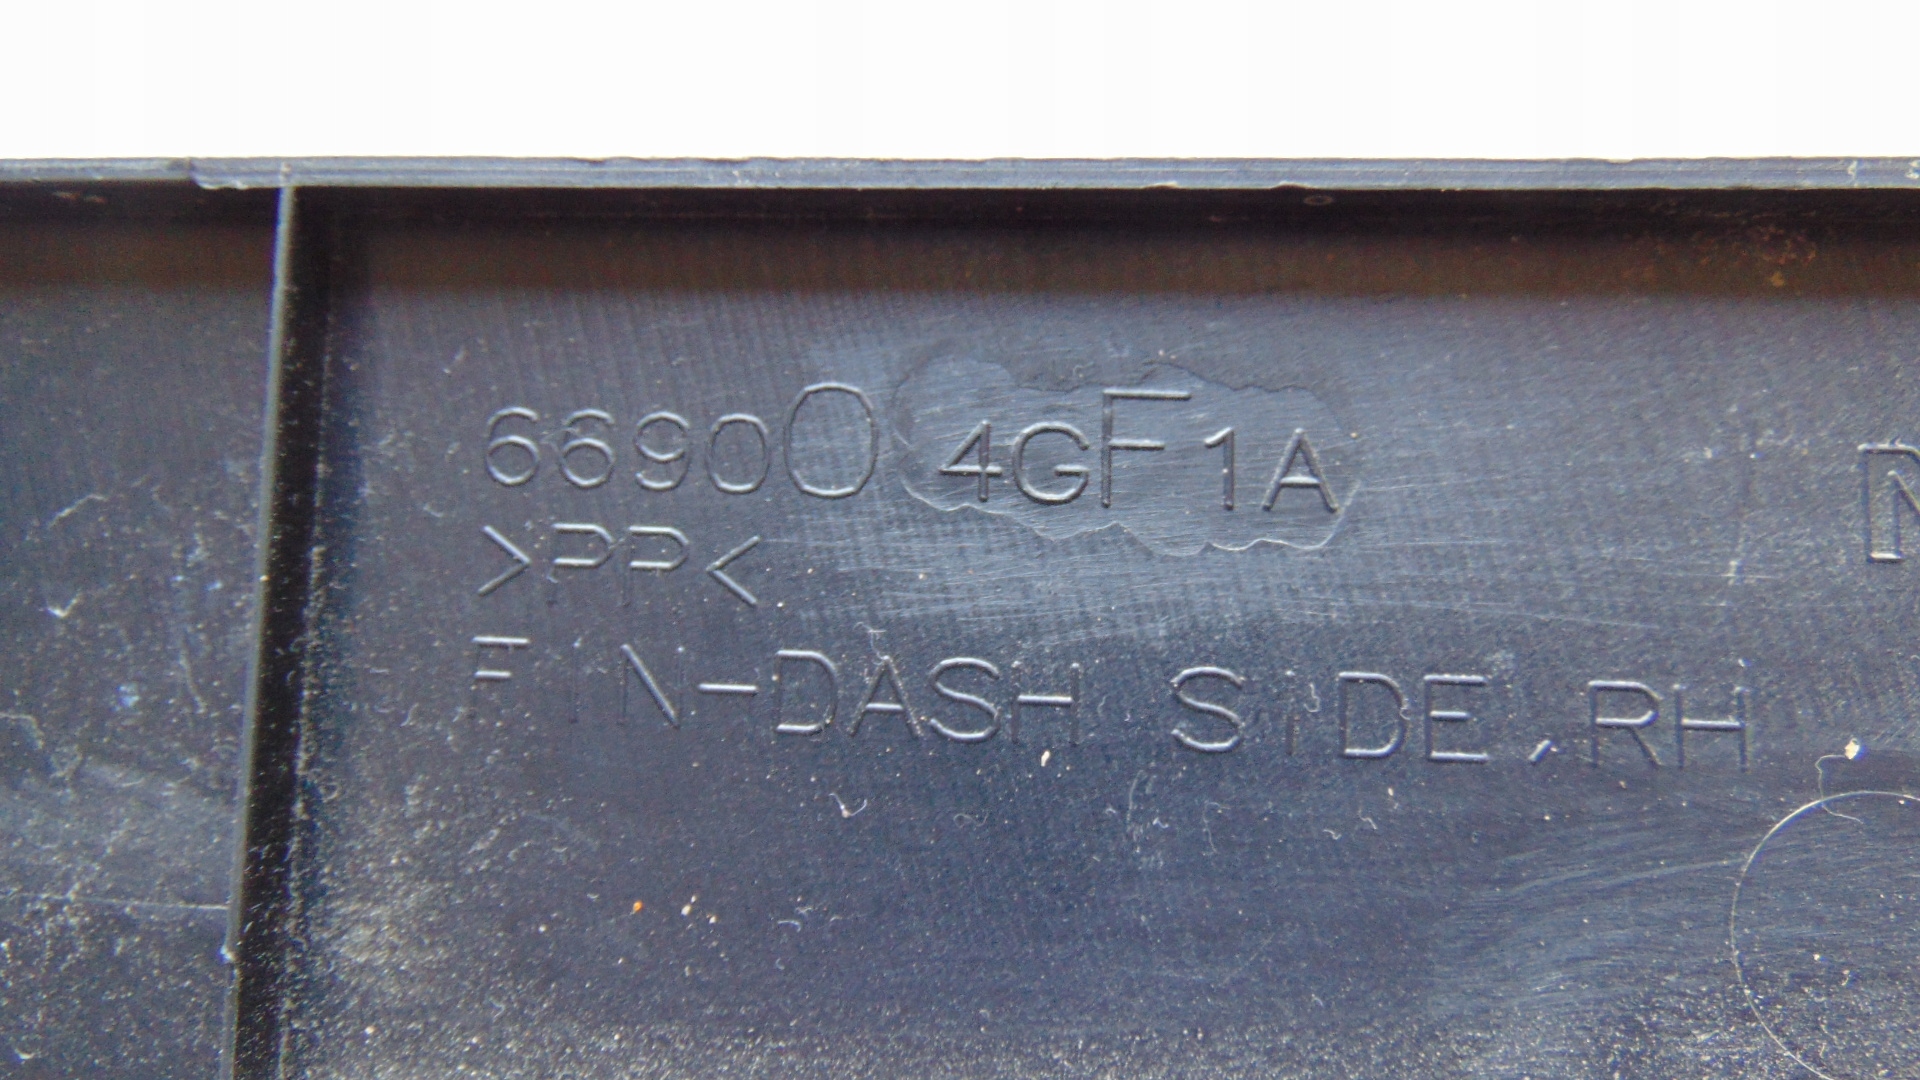 66900 4GF1A
>PP<
FIN-DASH SIDE,RH